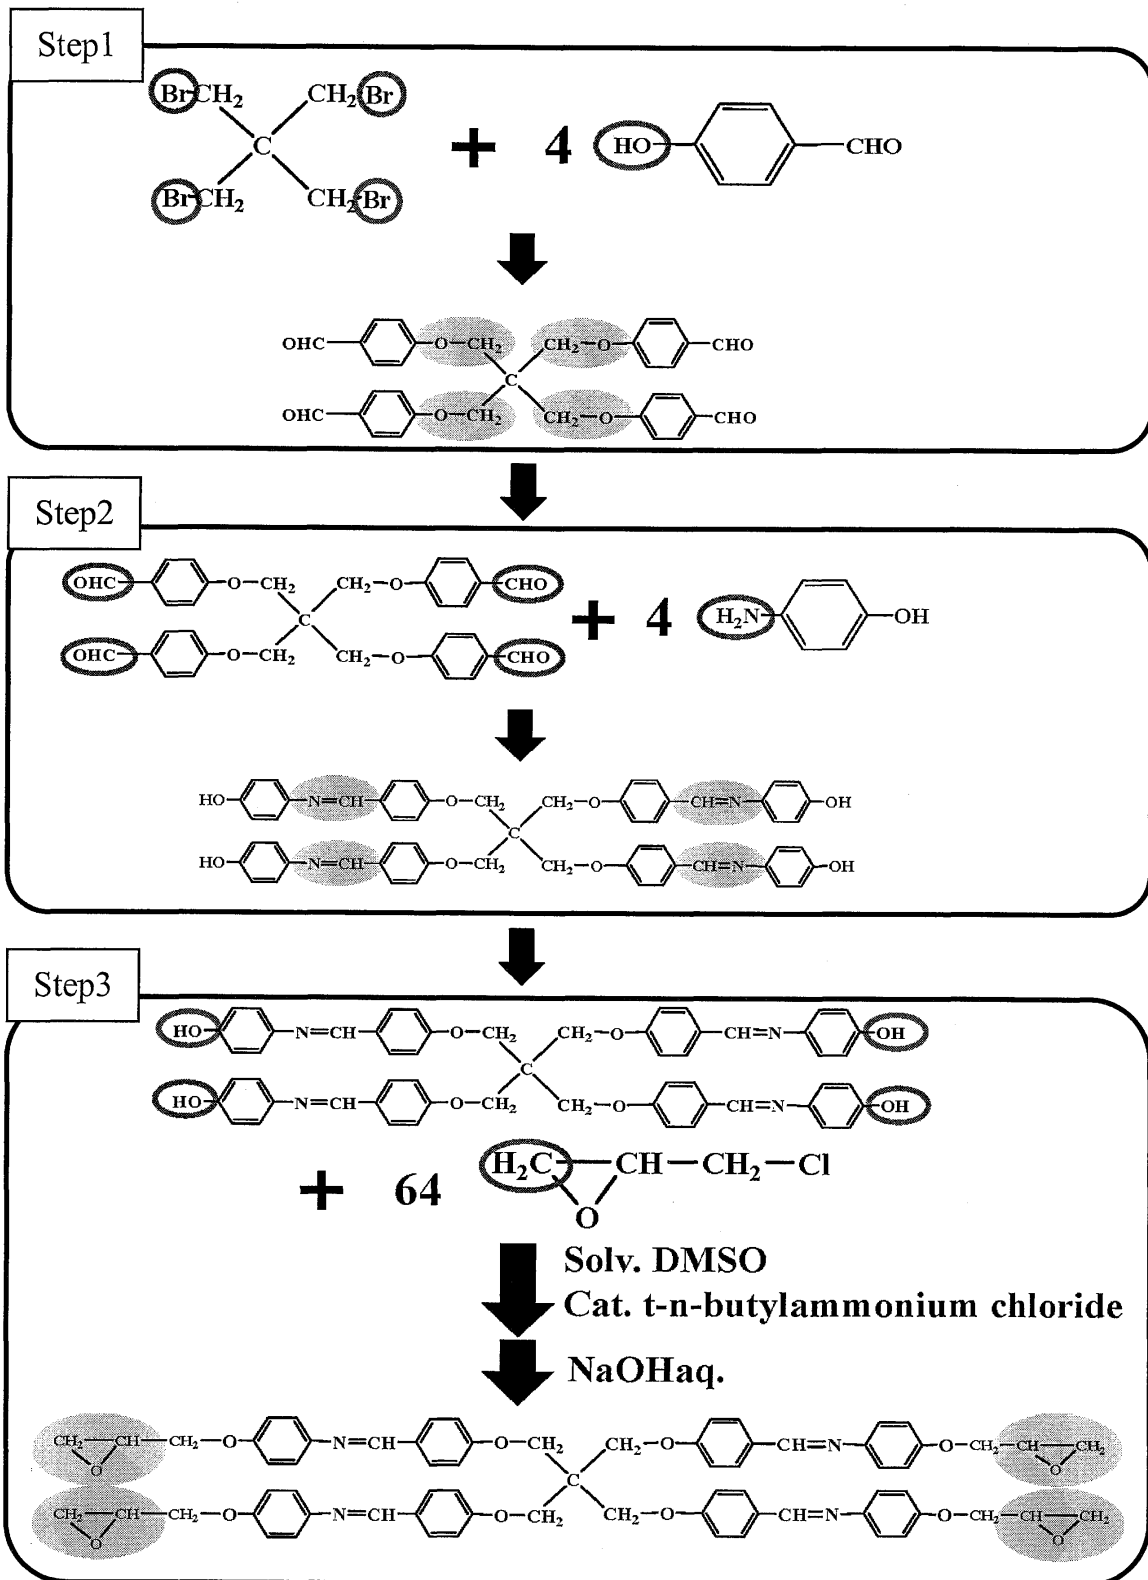 Step1
BrCH2 CH2Br
C + 4 HO CHO
BrCH2 CH2Br
OHC O—CH2 CH2—O CHO
C
OHC O—CH2 CH2—O CHO
Step2
OHC O—CH2 CH2—O CHO
C + 4 H2N OH
OHC O—CH2 CH2—O CHO
HO N=CH O—CH2 CH2—O CH=N OH
C
HO N=CH O—CH2 CH2—O CH=N OH
Step3
HO N=CH O—CH2 CH2—O CH=N OH
C
HO N=CH O—CH2 CH2—O CH=N OH
+ 64 H2C—CH—CH2—Cl
O
Solv. DMSO
Cat. t-n-butylammonium chloride
NaOHaq.
CH2—CH—CH2—O N=CH O—CH2 CH2—O CH=N O—CH2—CH—CH2
O C O
CH2—CH—CH2—O N=CH O—CH2 CH2—O CH=N O—CH2—CH—CH2
O O